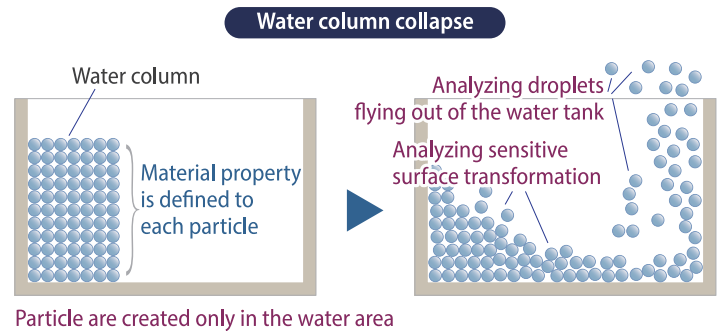 Water column collapse
Water column
Material property
is defined to
each particle
Analyzing droplets
flying out of the water tank
Analyzing sensitive
surface transformation
Particle are created only in the water area